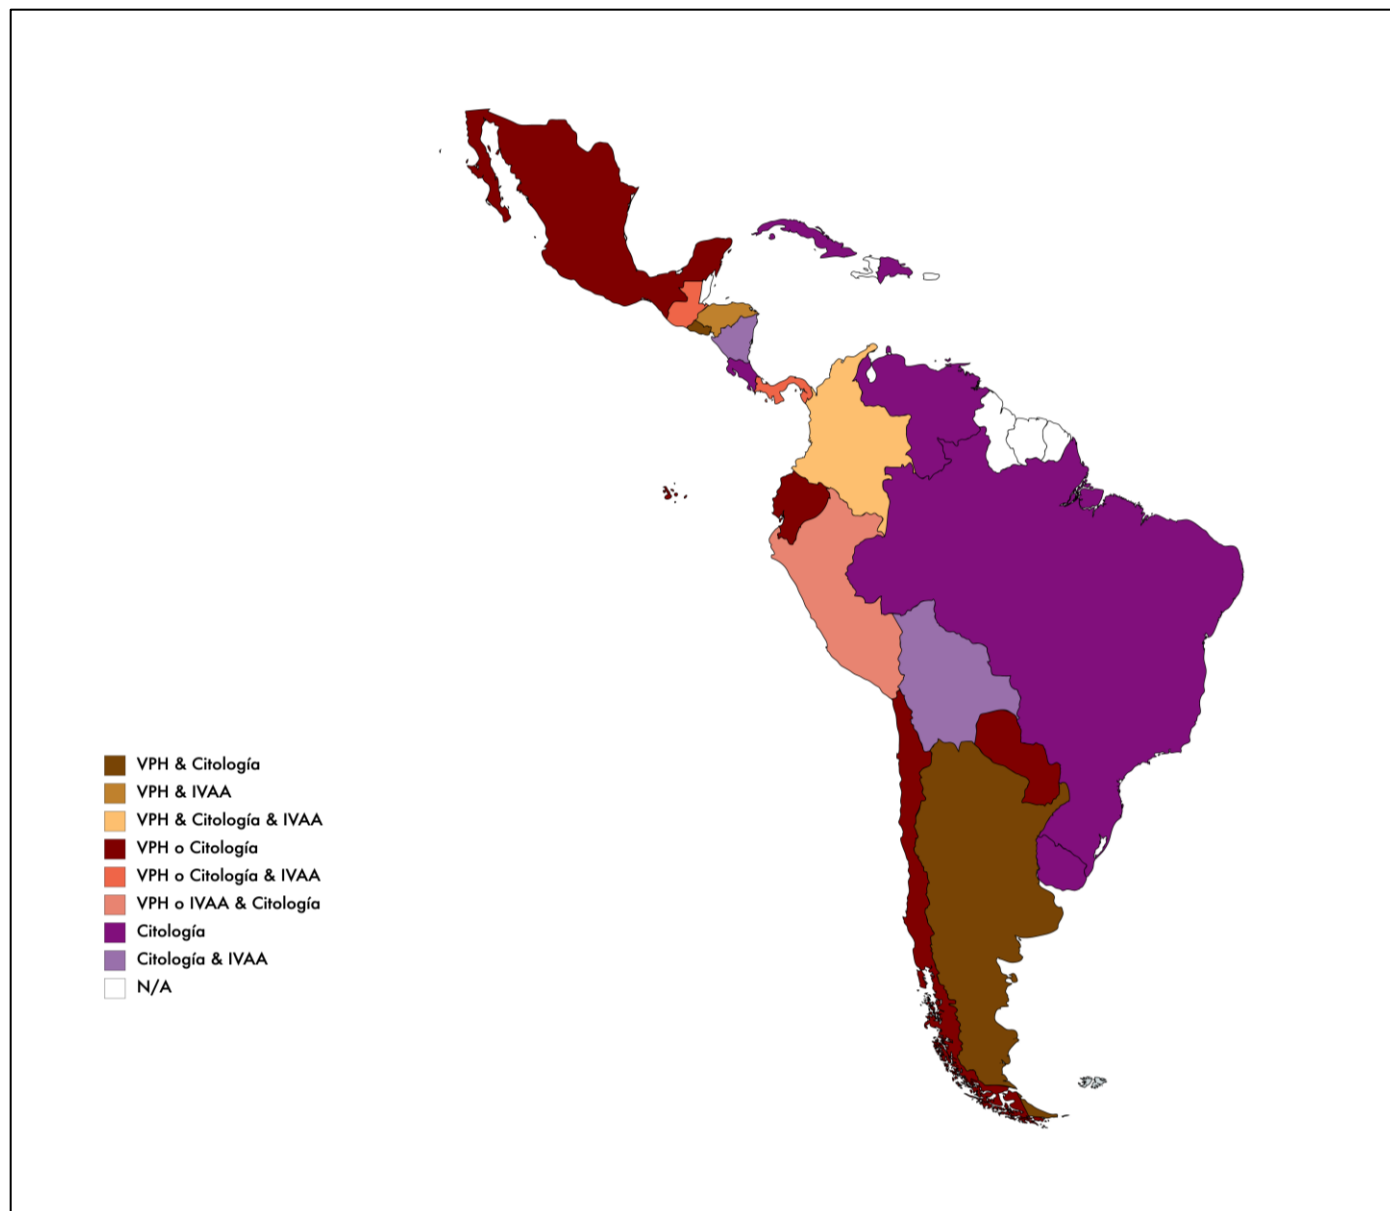 VPH & Citología
VPH & IVAA
VPH & Citología & IVAA
VPH o Citología
VPH o Citología & IVAA
VPH o IVAA & Citología
Citología
Citología & IVAA
N/A